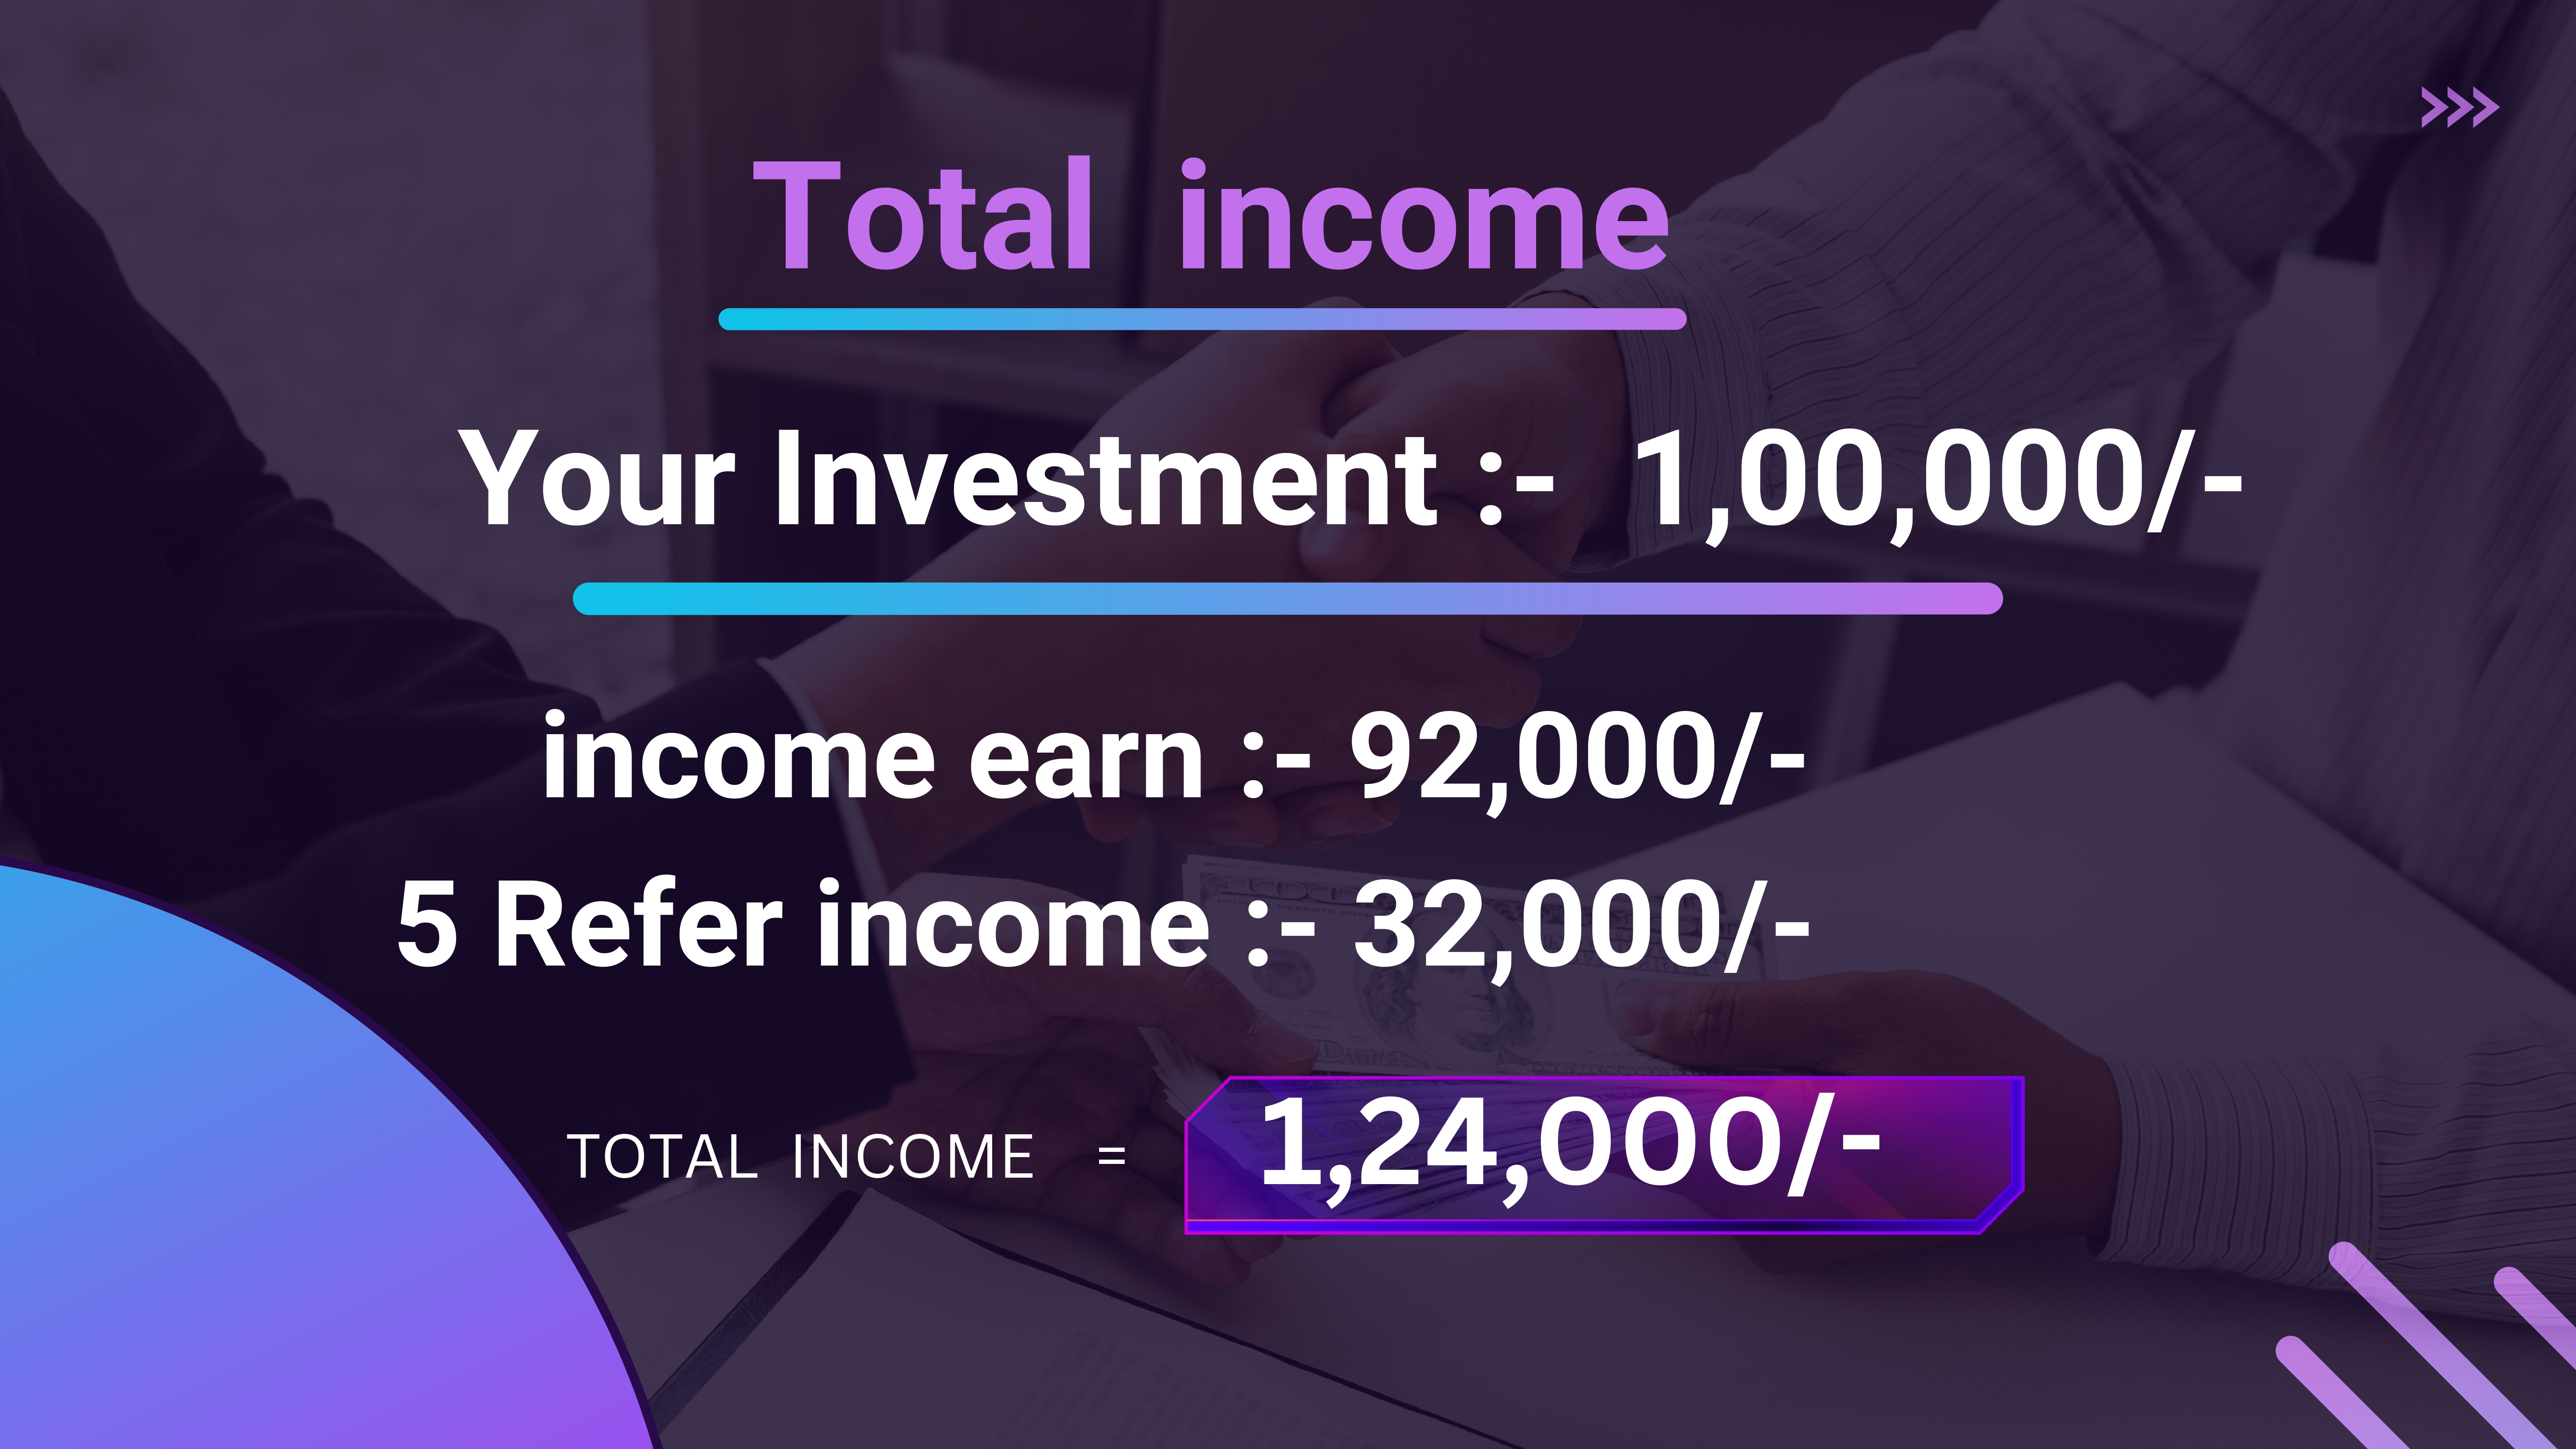 Total income
Your Investment :- 1,00,000/-
income earn :- 92,000/-
5 Refer income :- 32,000/-
TOTAL INCOME = 1,24,000/-